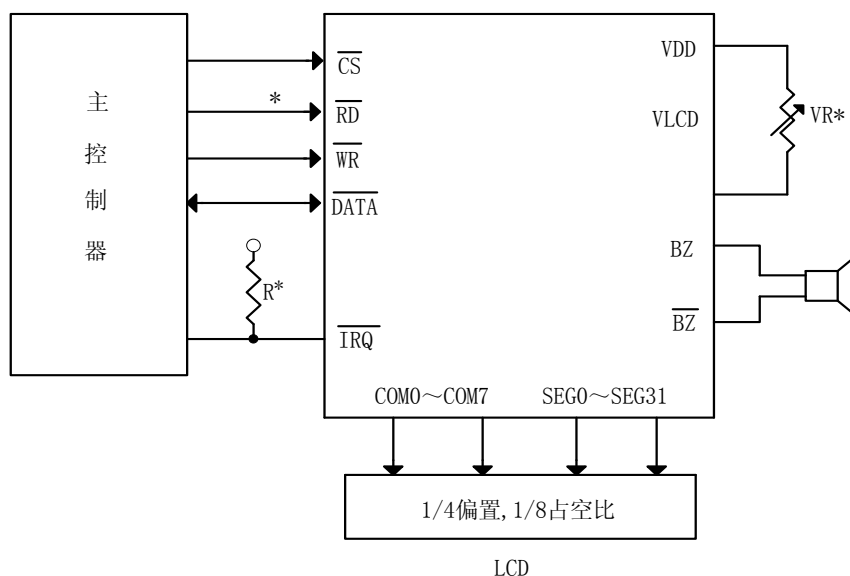 主控制器
CS
*
RD
WR
DATA
R*
IRQ
VDD
VLCD
VR*
BZ
BZ
COM0～COM7
SEG0～SEG31
1/4偏置,1/8占空比
LCD